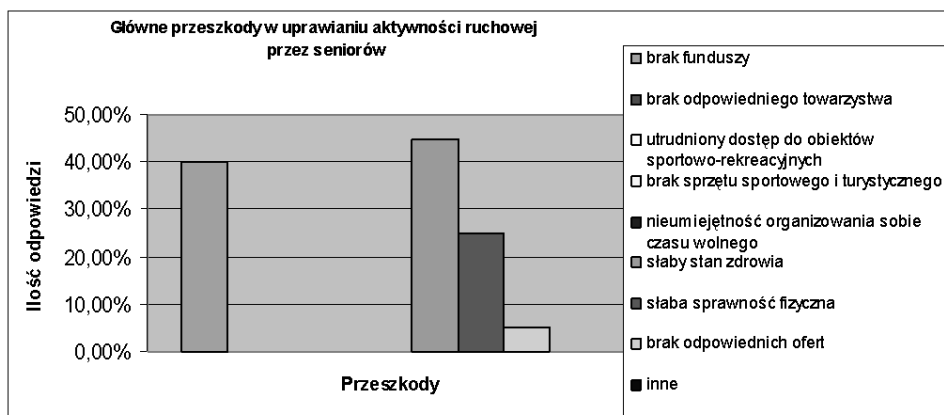 Główne przeszkody w uprawianiu aktywności ruchowej
przez seniorów
Ilość odpowiedzi
50,00%
40,00%
30,00%
20,00%
10,00%
0,00%
Przeszkody
brak funduszy
brak odpowiedniego towarzystwa
utrudniony dostęp do obiektów
sportowo-rekreacyjnych
brak sprzętu sportowego i turystycznego
nieumiejętność organizowania sobie
czasu wolnego
słaby stan zdrowia
słaba sprawność fizyczna
brak odpowiednich ofert
inne